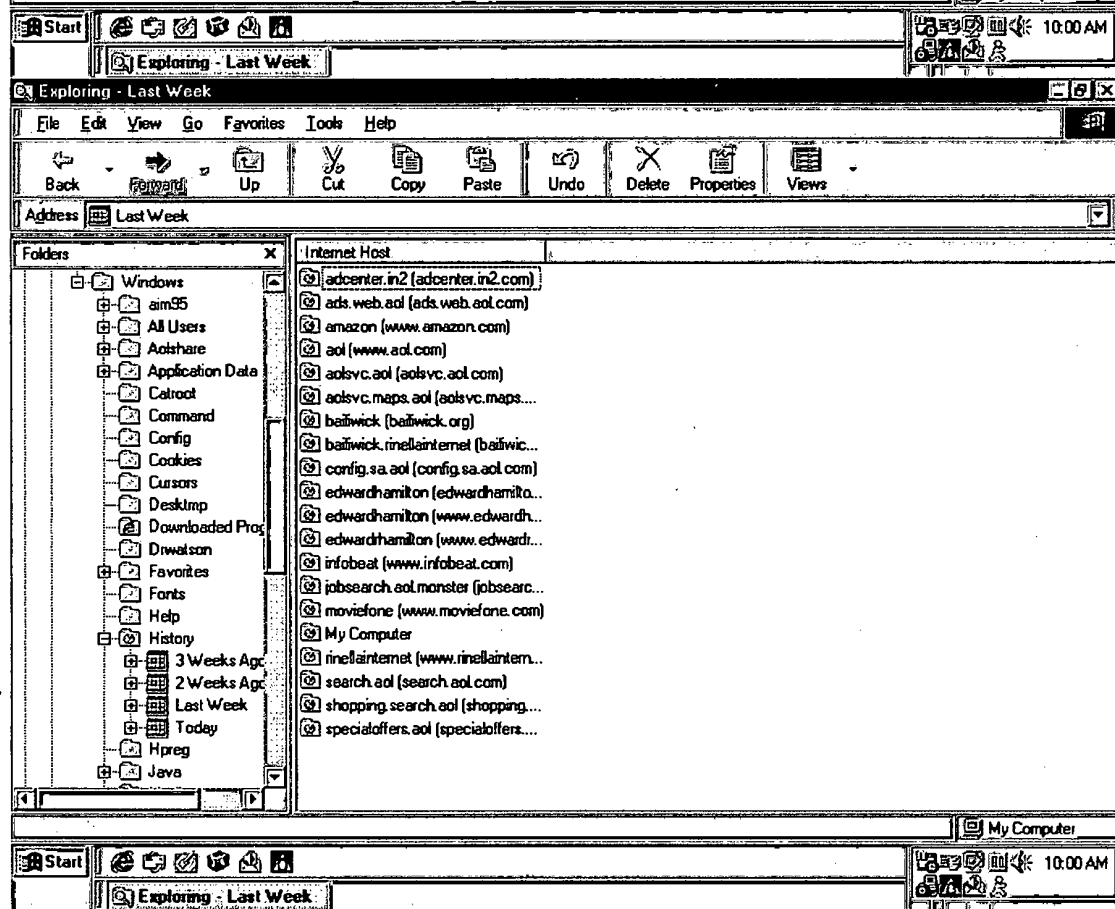 Start 10:00 AM
Exploring - Last Week
Exploring - Last Week
File Edit View Go Favorites Tools Help
Back Forward Up Cut Copy Paste Undo Delete Properties Views
Address Last Week
Folders x
Windows
aim95
All Users
Aolshare
Application Data
Catroot
Command
Config
Cookies
Cursors
Desktmp
Downloaded Prog
Drwatson
Favorites
Fonts
Help
History
3 Weeks Agc
2 Weeks Agc
Last Week
Today
Hpreg
Java
Internet Host
adcenter.in2 (adcenter.in2.com)
ads.web.aol (ads.web.aol.com)
amazon (www.amazon.com)
aol (www.aol.com)
aolsvc.aol (aolsvc.aol.com)
aolsvc.maps.aol (aolsvc.maps....
bailiwick (bailiwick.org)
bailiwick.rinellainternet (bailiwic...
config.sa.aol (config.sa.aol.com)
edwardhamilton (edwardhamilto...
edwardhamilton (www.edwardh...
edwardrhamilton (www.edwardr...
infobeat (www.infobeat.com)
jobsearch.aol.monster (jobsearc...
moviefone (www.moviefone.com)
My Computer
rinellainternet (www.rinellaintern...
search.aol (search.aol.com)
shopping.search.aol (shopping....
specialoffers.aol (specialoffers....
My Computer
Start 10:00 AM
Exploring - Last Week